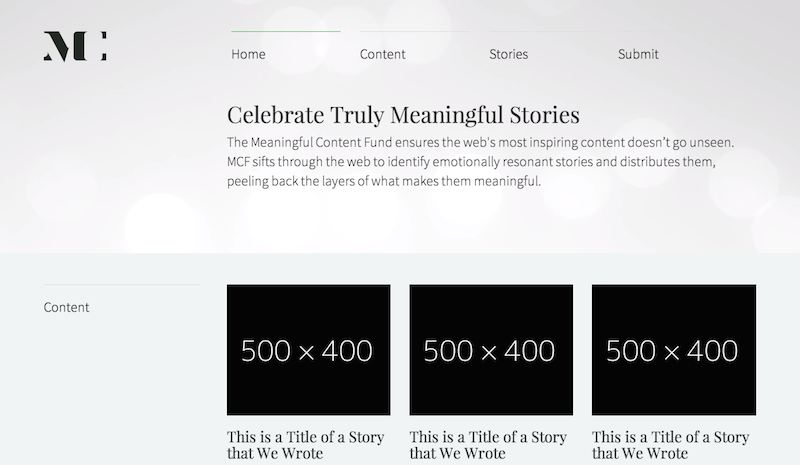 MC
Home
Content
Stories
Submit
Celebrate Truly Meaningful Stories
The Meaningful Content Fund ensures the web's most inspiring content doesn’t go unseen.
MCF sifts through the web to identify emotionally resonant stories and distributes them,
peeling back the layers of what makes them meaningful.
Content
500 × 400
500 × 400
500 × 400
This is a Title of a Story
that We Wrote
This is a Title of a Story
that We Wrote
This is a Title of a Story
that We Wrote